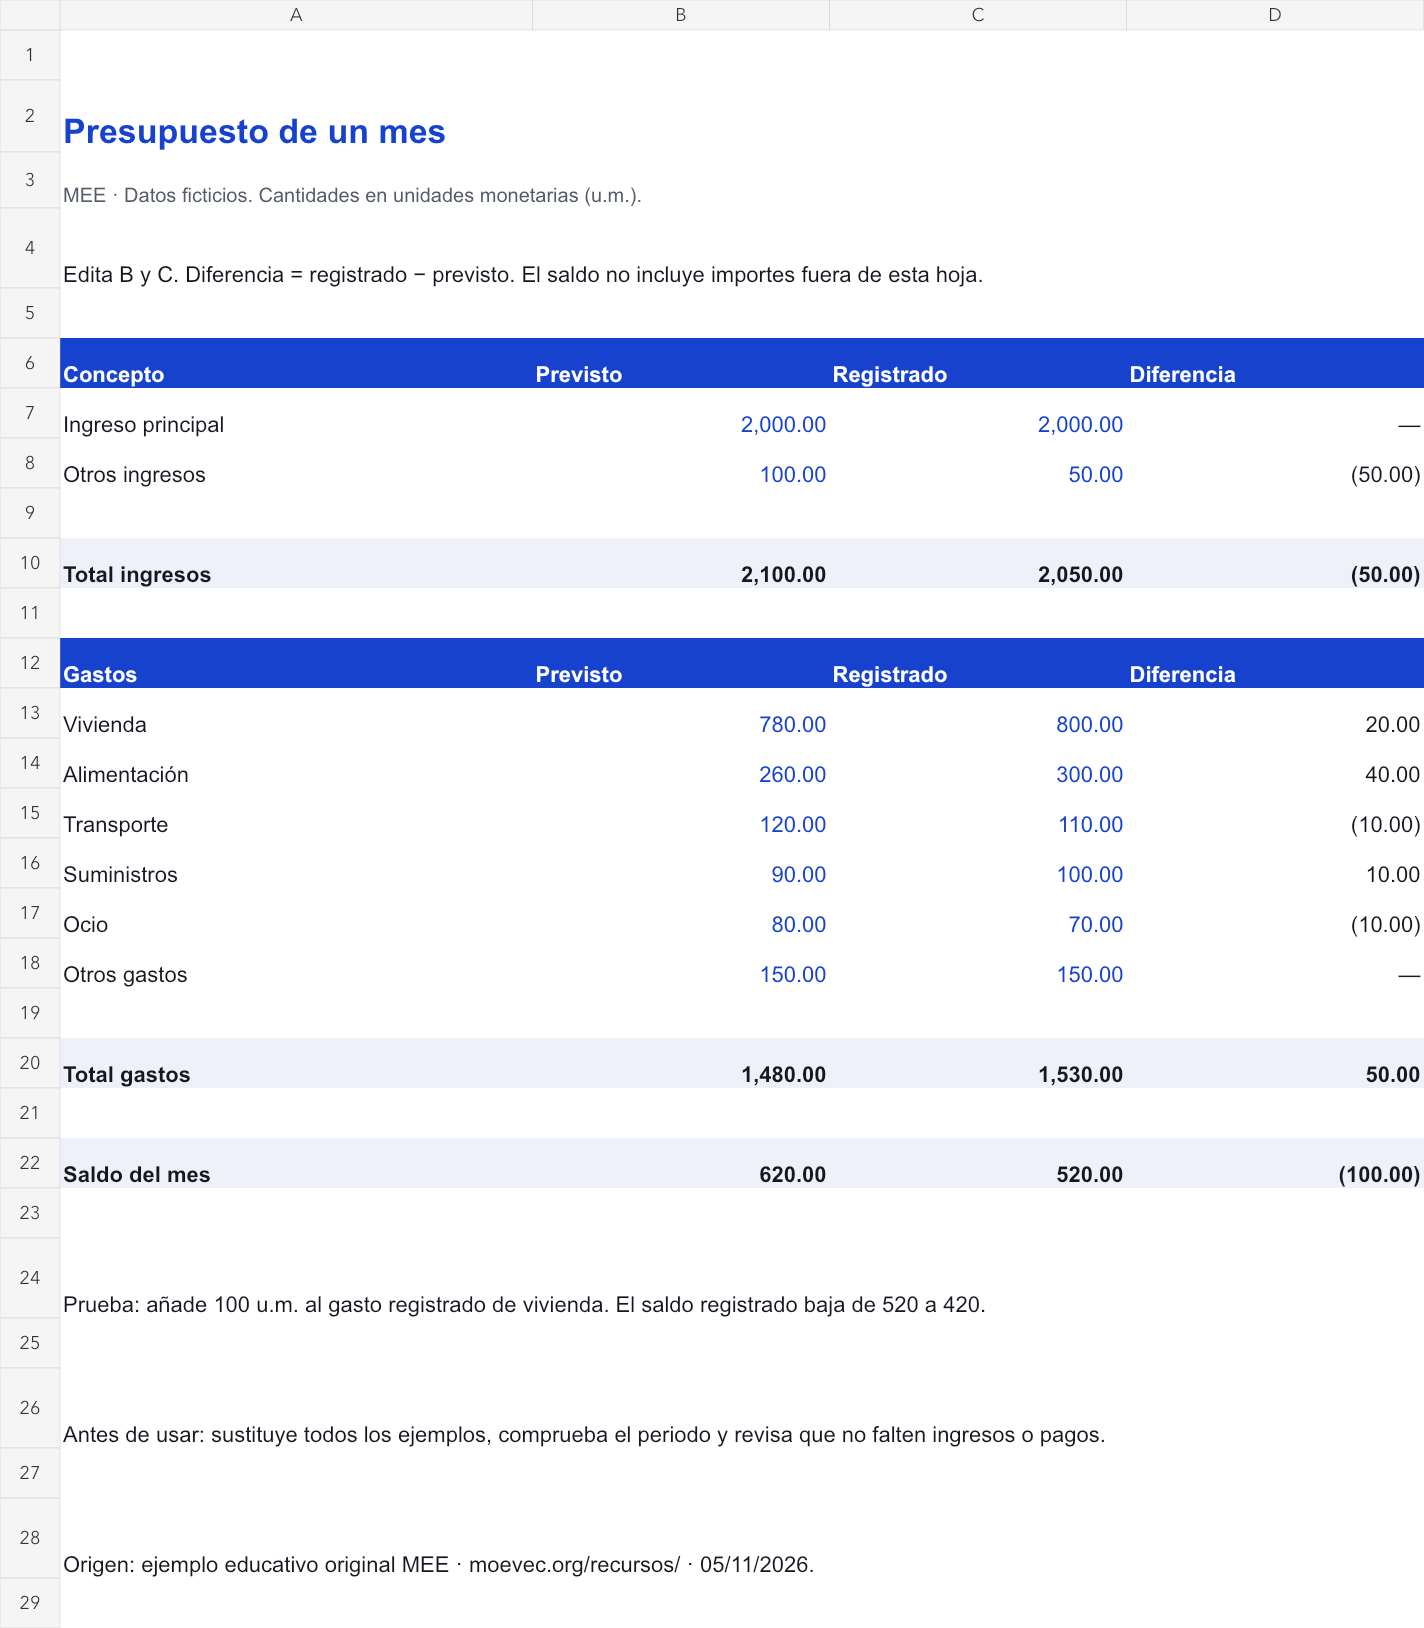 A B C D
1
2 Presupuesto de un mes
3 MEE · Datos ficticios. Cantidades en unidades monetarias (u.m.).
4 Edita B y C. Diferencia = registrado − previsto. El saldo no incluye importes fuera de esta hoja.
5
6 Concepto Previsto Registrado Diferencia
7 Ingreso principal 2,000.00 2,000.00 —
8 Otros ingresos 100.00 50.00 (50.00)
9
10 Total ingresos 2,100.00 2,050.00 (50.00)
11
12 Gastos Previsto Registrado Diferencia
13 Vivienda 780.00 800.00 20.00
14 Alimentación 260.00 300.00 40.00
15 Transporte 120.00 110.00 (10.00)
16 Suministros 90.00 100.00 10.00
17 Ocio 80.00 70.00 (10.00)
18 Otros gastos 150.00 150.00 —
19
20 Total gastos 1,480.00 1,530.00 50.00
21
22 Saldo del mes 620.00 520.00 (100.00)
23
24 Prueba: añade 100 u.m. al gasto registrado de vivienda. El saldo registrado baja de 520 a 420.
25
26 Antes de usar: sustituye todos los ejemplos, comprueba el periodo y revisa que no falten ingresos o pagos.
27
28 Origen: ejemplo educativo original MEE · moevec.org/recursos/ · 05/11/2026.
29